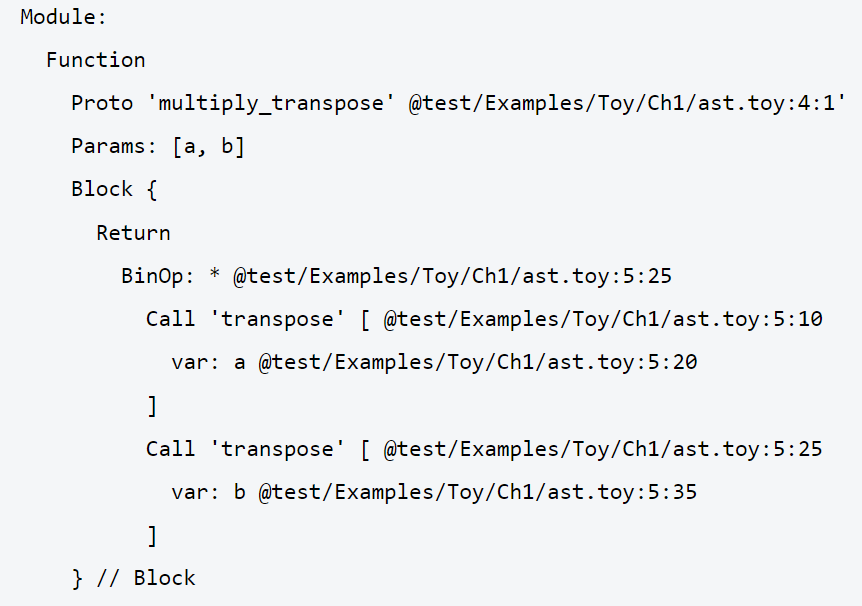 Module:
Function
Proto 'multiply_transpose' @test/Examples/Toy/Ch1/ast.toy:4:1'
Params: [a, b]
Block {
Return
BinOp: * @test/Examples/Toy/Ch1/ast.toy:5:25
Call 'transpose' [ @test/Examples/Toy/Ch1/ast.toy:5:10
var: a @test/Examples/Toy/Ch1/ast.toy:5:20
]
Call 'transpose' [ @test/Examples/Toy/Ch1/ast.toy:5:25
var: b @test/Examples/Toy/Ch1/ast.toy:5:35
]
} // Block